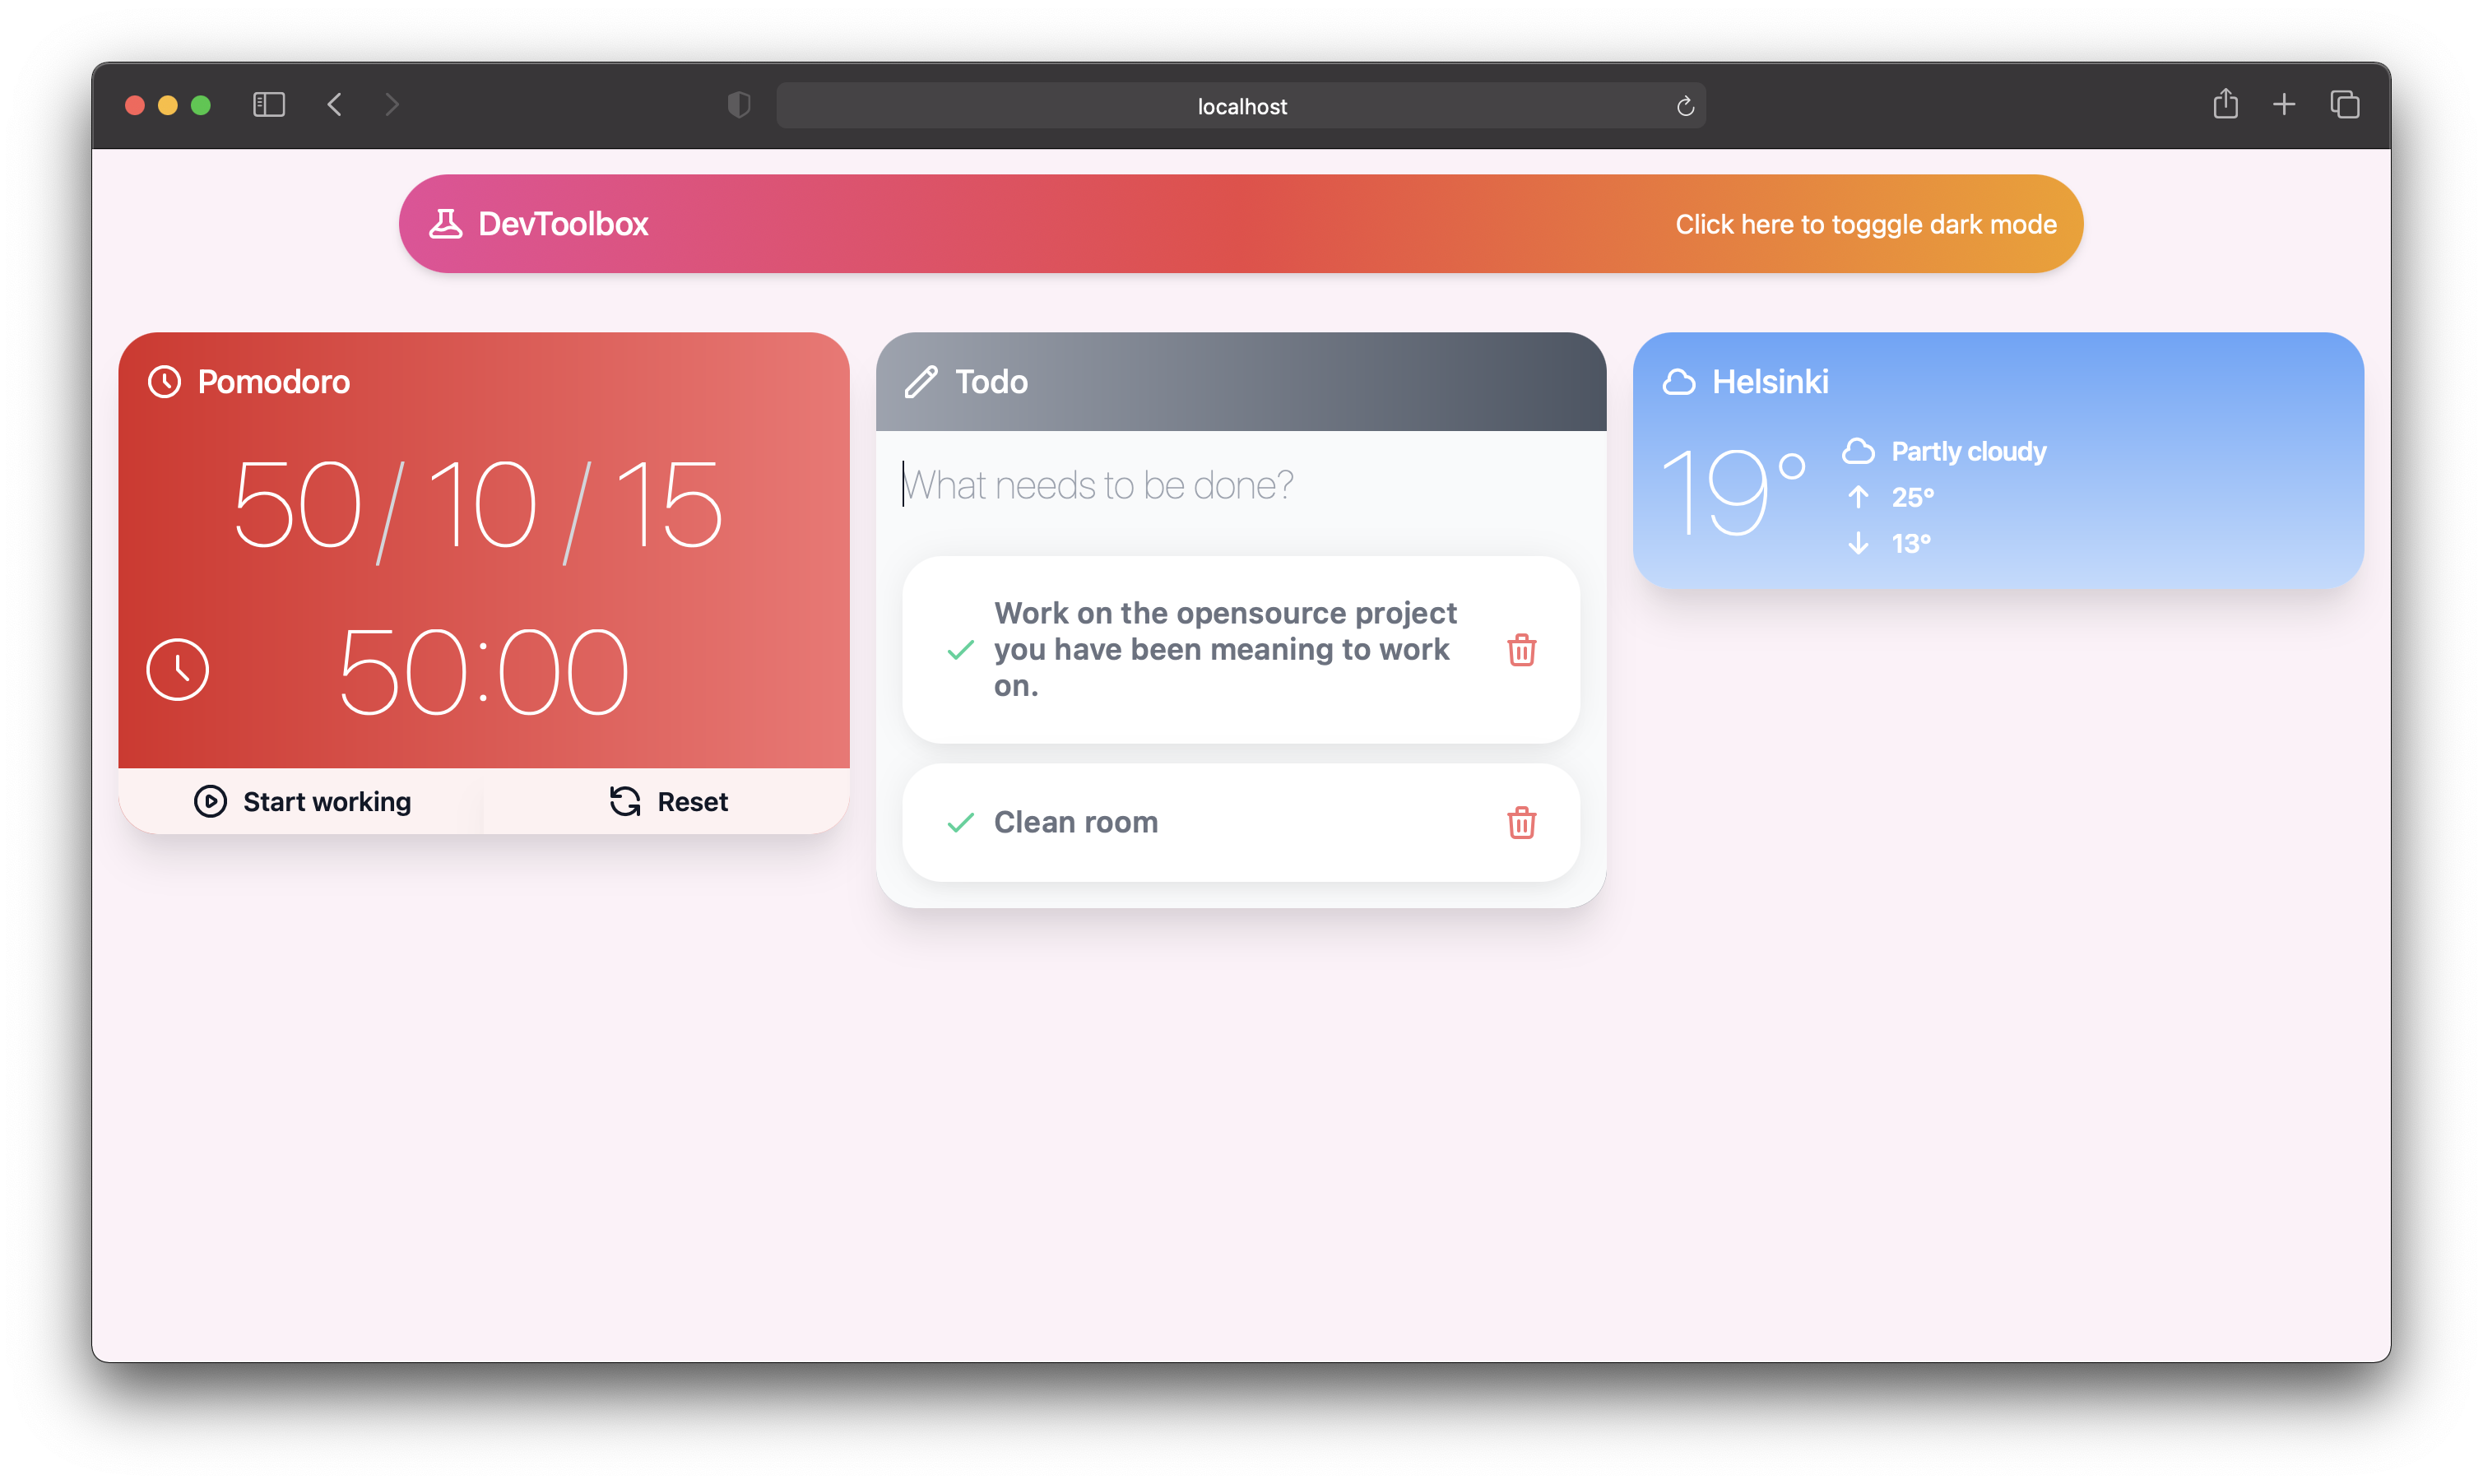 localhost
DevToolbox
Click here to togggle dark mode
Pomodoro
50/10/15
50:00
Start working
Reset
Todo
What needs to be done?
Work on the opensource project
you have been meaning to work
on.
Clean room
Helsinki
19°
Partly cloudy
25°
13°